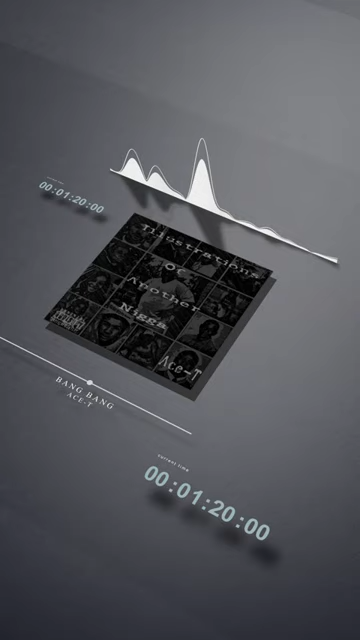 00:01:20:00
Illustrations
Of
Another
Nigga
Ace-T
BANG BANG
ACE-T
current time
00:01:20:00